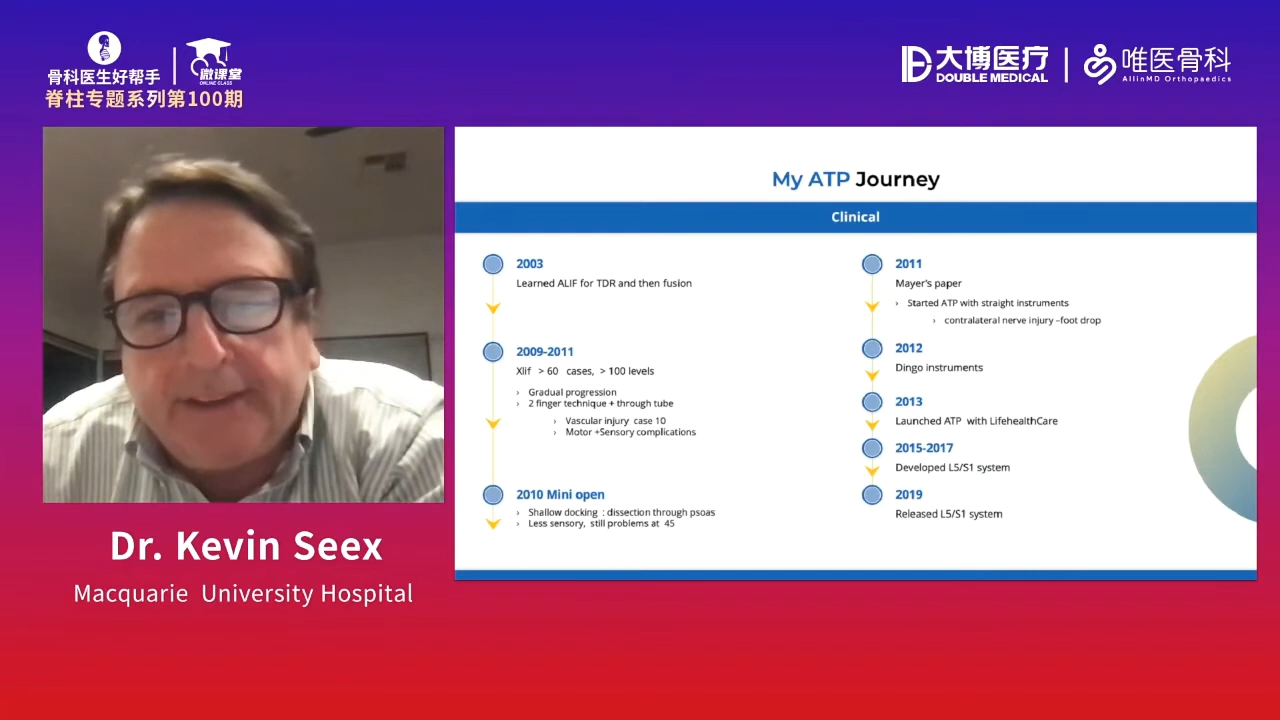 骨科医生好帮手
微课堂
ONLINE CLASS
脊柱专题系列第100期
大博医疗
DOUBLE MEDICAL
唯医骨科
AllinMD Orthopaedics
My ATP Journey
Clinical
2003
Learned ALIF for TDR and then fusion
2009-2011
Xlif > 60 cases, > 100 levels
› Gradual progression
› 2 finger technique + through tube
› Vascular injury case 10
› Motor +Sensory complications
2010 Mini open
› Shallow docking : dissection through psoas
› Less sensory, still problems at 45
2011
Mayer's paper
› Started ATP with straight instruments
› contralateral nerve injury –foot drop
2012
Dingo instruments
2013
Launched ATP with LifehealthCare
2015-2017
Developed L5/S1 system
2019
Released L5/S1 system
Dr. Kevin Seex
Macquarie University Hospital